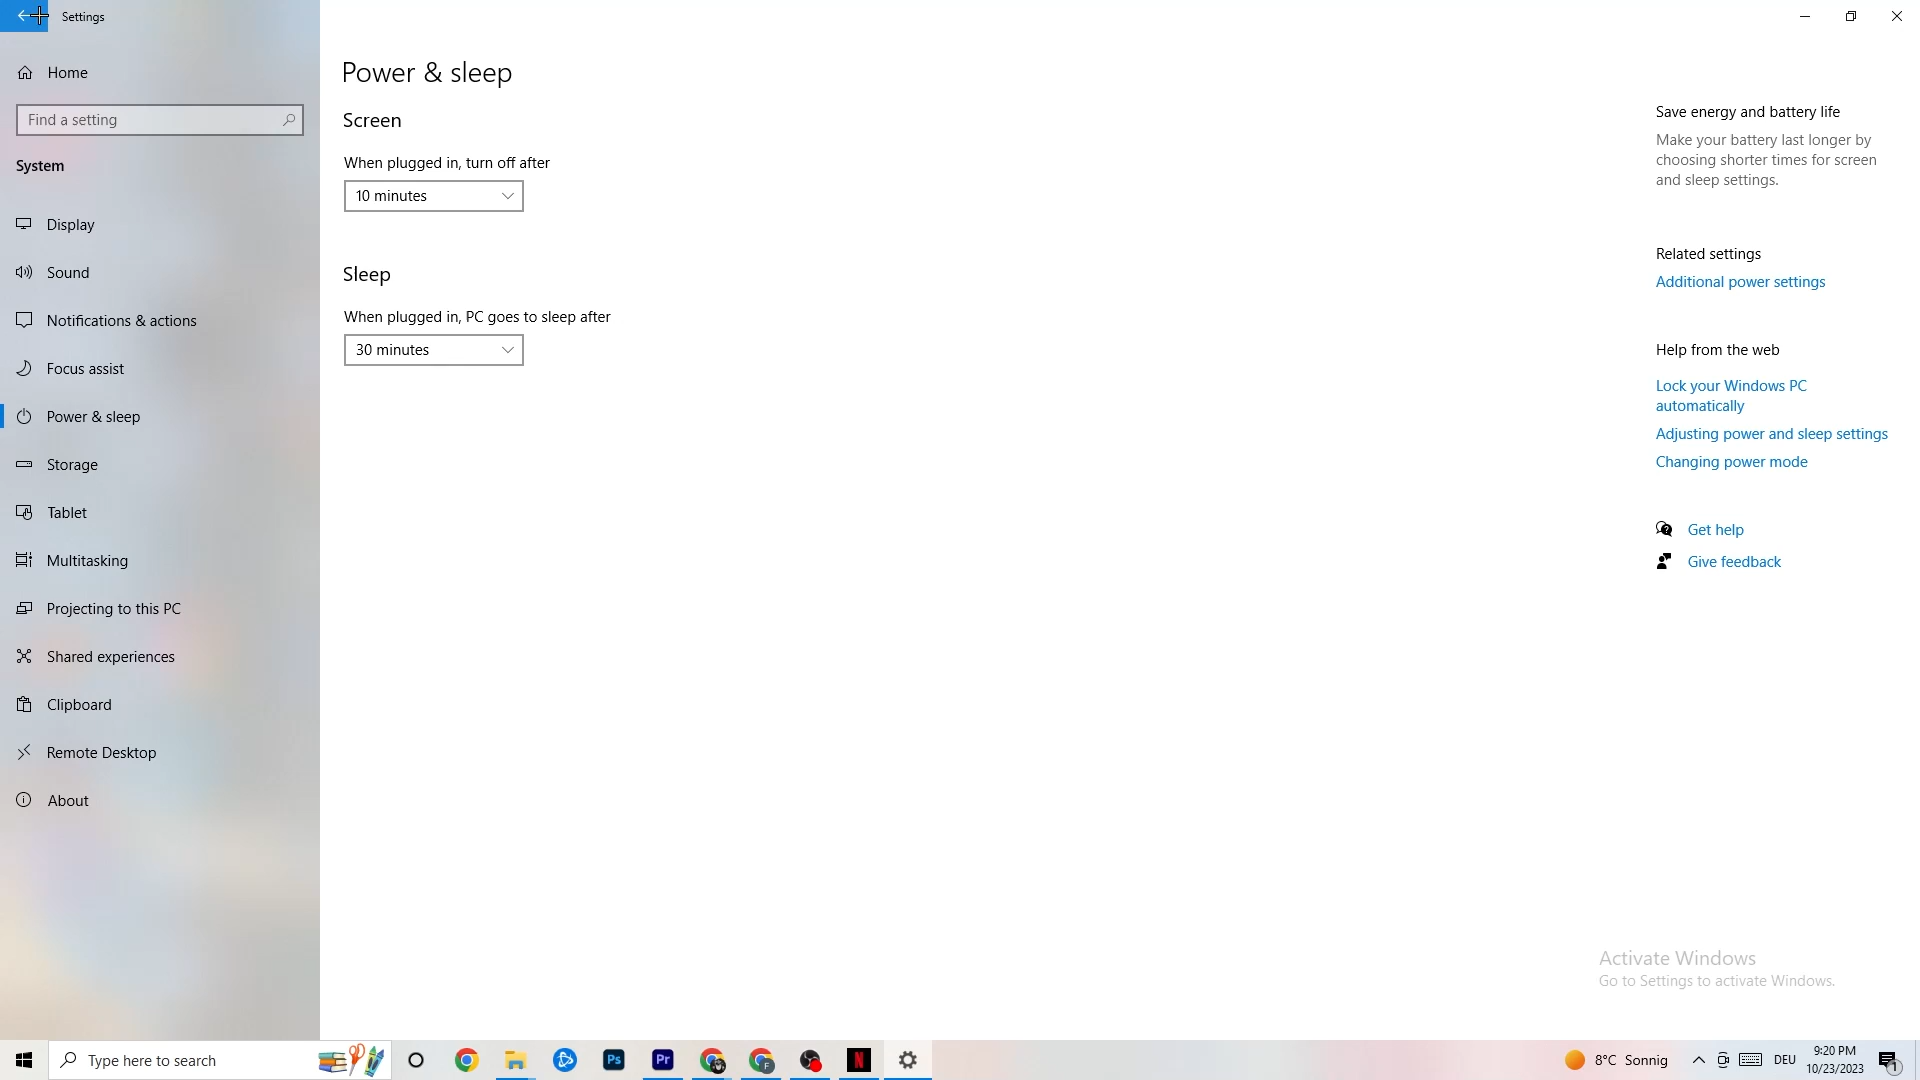 Settings
Home
Find a setting
System
Display
Sound
Notifications & actions
Focus assist
Power & sleep
Storage
Tablet
Multitasking
Projecting to this PC
Shared experiences
Clipboard
Remote Desktop
About
Power & sleep
Screen
When plugged in, turn off after
10 minutes
Sleep
When plugged in, PC goes to sleep after
30 minutes
Save energy and battery life
Make your battery last longer by
choosing shorter times for screen
and sleep settings.
Related settings
Additional power settings
Help from the web
Lock your Windows PC
automatically
Adjusting power and sleep settings
Changing power mode
Get help
Give feedback
Activate Windows
Go to Settings to activate Windows.
Type here to search
Ps
Pr
F
N
8°C Sonnig
DEU
9:20 PM
10/23/2023
1